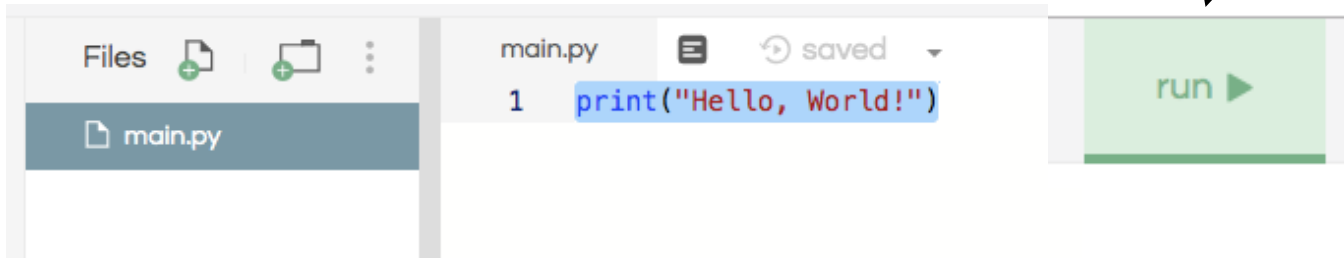 Files
main.py
main.py saved
1 print("Hello, World!")
run